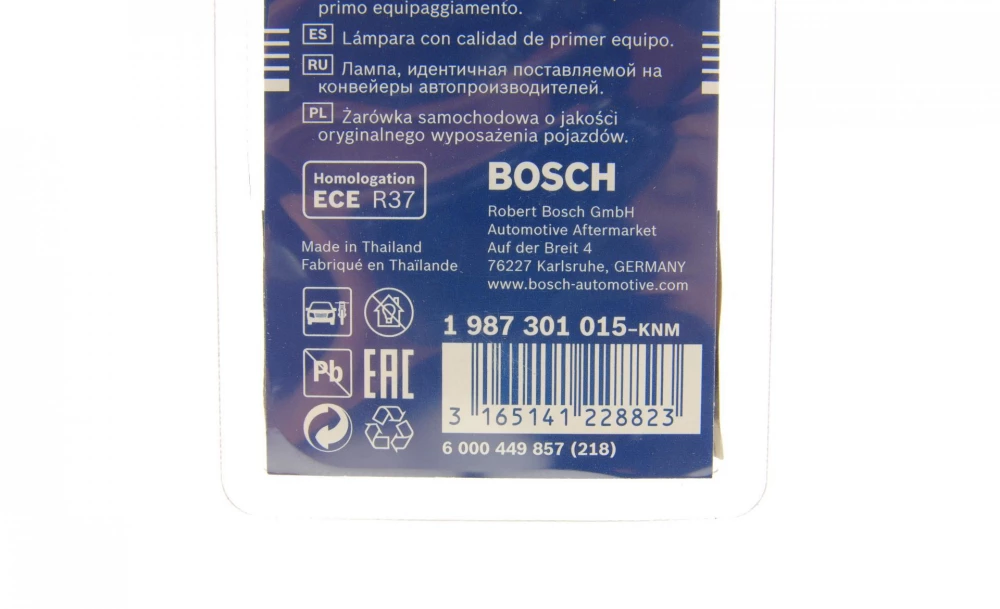 primo equipaggiamento.
ES Lámpara con calidad de primer equipo.
RU Лампа, идентичная поставляемой на
конвейеры автопроизводителей.
PL Żarówka samochodowa o jakości
oryginalnego wyposażenia pojazdów.
Homologation
ECE R37
BOSCH
Robert Bosch GmbH
Automotive Aftermarket
Auf der Breit 4
76227 Karlsruhe, GERMANY
www.bosch-automotive.com
Made in Thailand
Fabriqué en Thaïlande
1 987 301 015-KNM
Pb
EAC
3 165141 228823
6 000 449 857 (218)